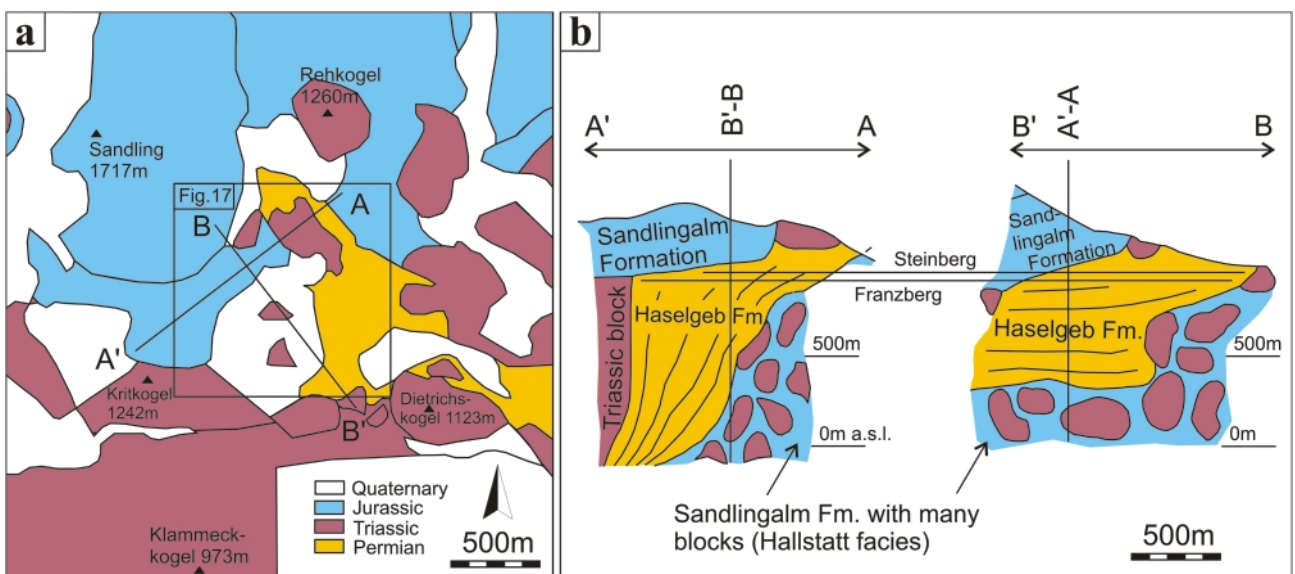 a
Rehkogel
1260m
Sandling
1717m
Fig.17
A
B
A'
Kritkogel
1242m
B'
Dietrichs-
kogel 1123m
Quaternary
Jurassic
Triassic
Permian
Klammeck-
kogel 973m
500m
b
A'
B'-B
A
B'
A'-A
B
Sandlingalm
Formation
Sand-
lingalm
Formation
Steinberg
Franzberg
Triassic block
Haselgeb Fm.
Haselgeb Fm.
500m
500m
0m a.s.l.
0m
Sandlingalm Fm. with many
blocks (Hallstatt facies)
500m